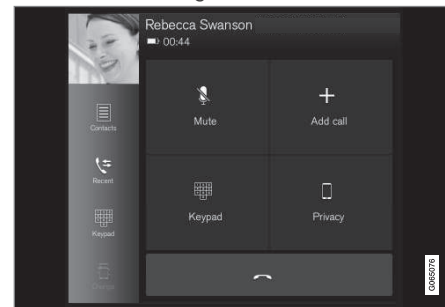 Rebecca Swanson
00:44
Contacts
Recent
Keypad
Mute
Add call
Keypad
Privacy
G065076